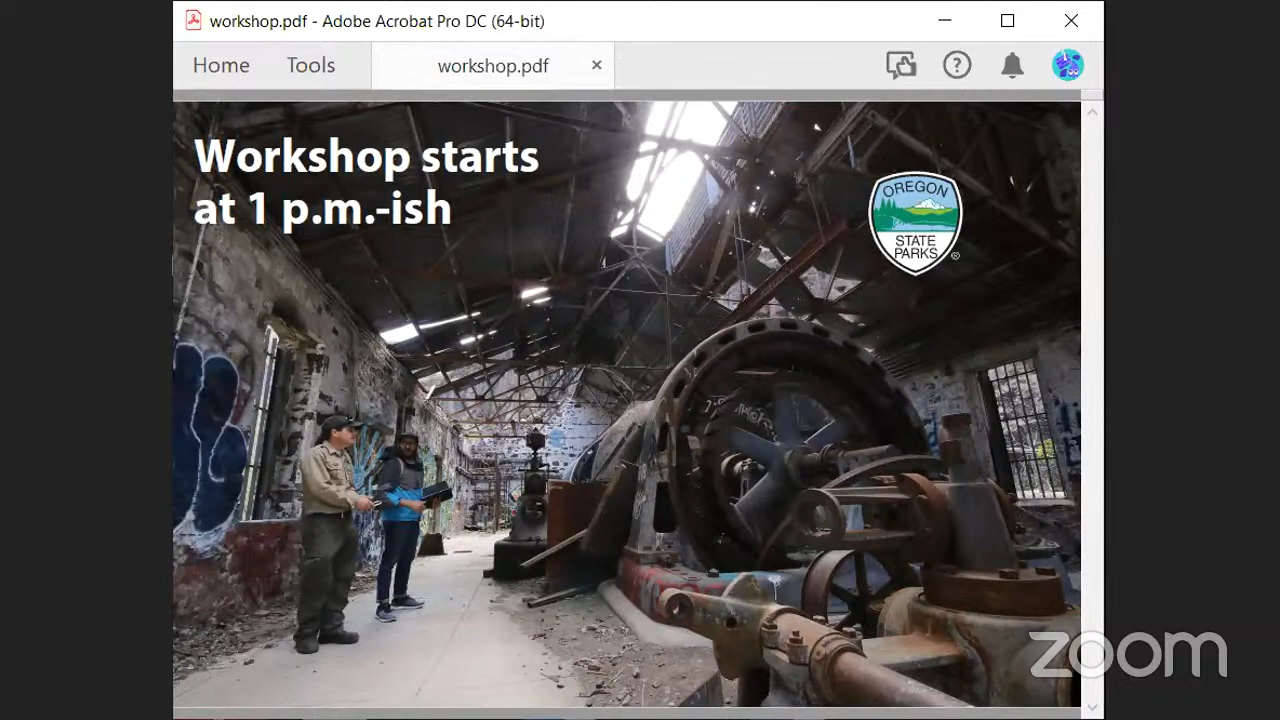 workshop.pdf - Adobe Acrobat Pro DC (64-bit)
Home Tools workshop.pdf
Workshop starts
at 1 p.m.-ish
OREGON
STATE
PARKS
®
zoom